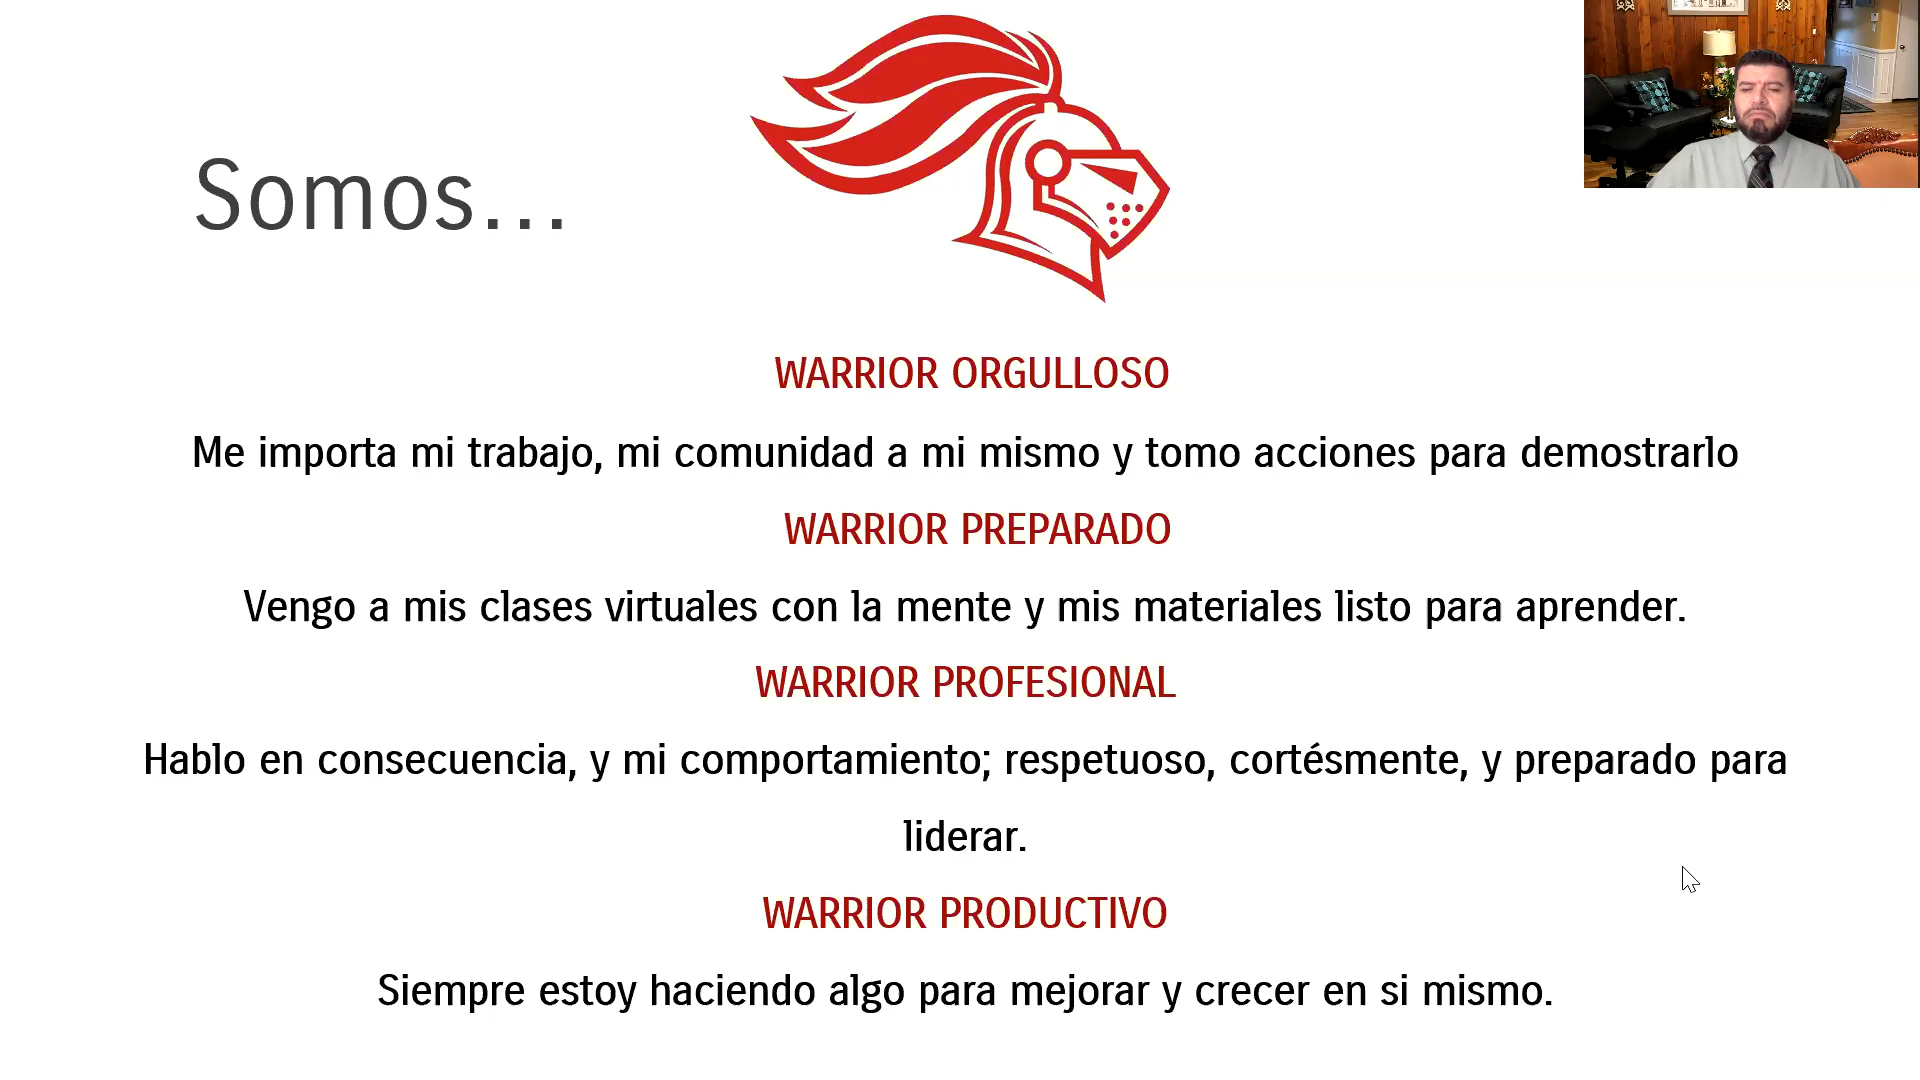 Somos...
WARRIOR ORGULLOSO
Me importa mi trabajo, mi comunidad a mi mismo y tomo acciones para demostrarlo
WARRIOR PREPARADO
Vengo a mis clases virtuales con la mente y mis materiales listo para aprender.
WARRIOR PROFESIONAL
Hablo en consecuencia, y mi comportamiento; respetuoso, cortésmente, y preparado para
liderar.
WARRIOR PRODUCTIVO
Siempre estoy haciendo algo para mejorar y crecer en si mismo.